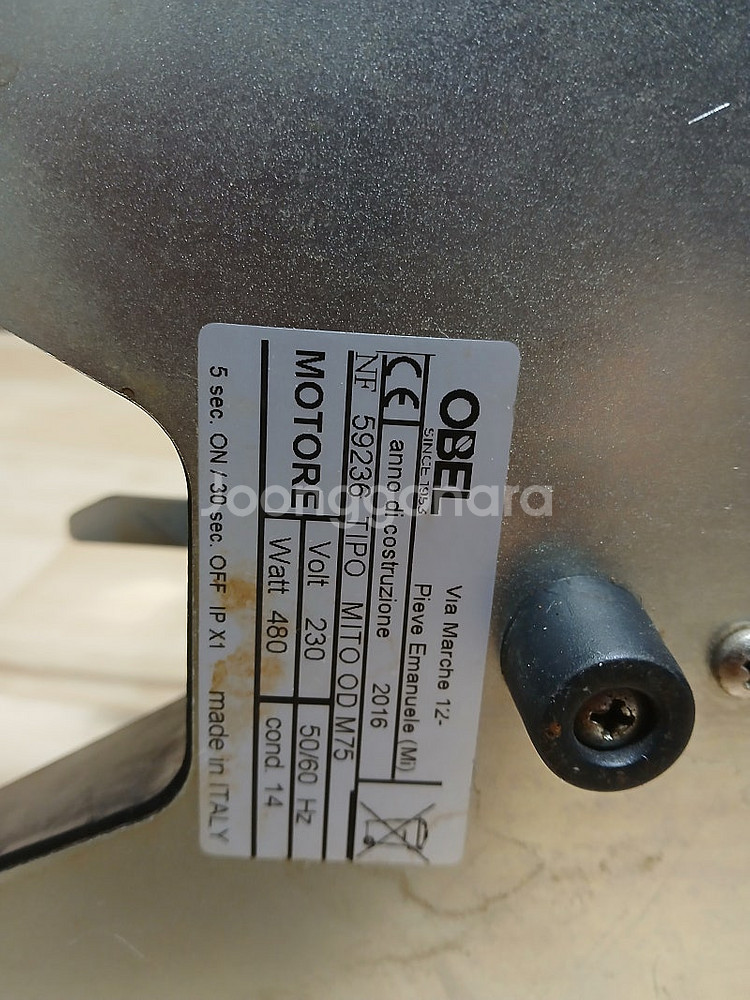 OBEL
SINCE 1953
Via Marche 12-
Pieve Emanuele (Mi)
CE
anno di costruzione 2016
NF 59236 TIPO MITO OD M75
MOTORE
Volt 230 50/60 Hz
Watt 480 cond. 14
5 sec. ON / 30 sec. OFF IP X1 made in ITALY
Joonggonara